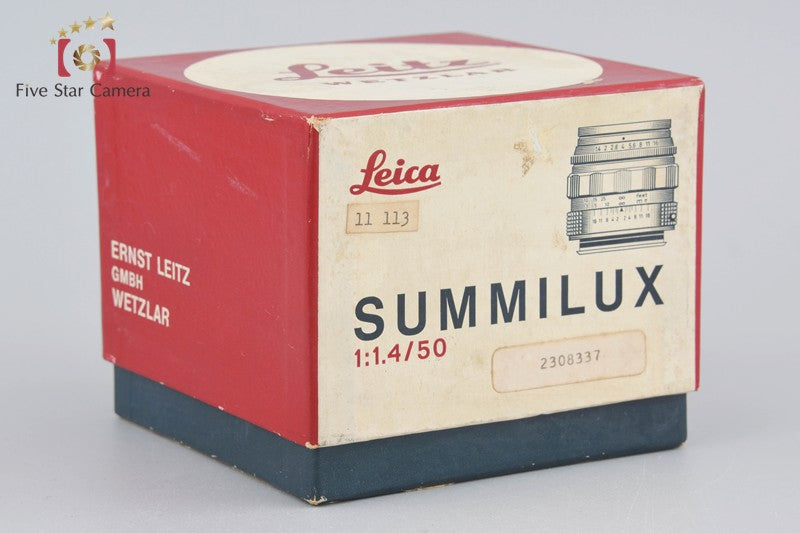 Five Star Camera
Leitz
WETZLAR
Leica
11 113
ERNST LEITZ
GMBH
WETZLAR
SUMMILUX
1:1.4/50
2308337